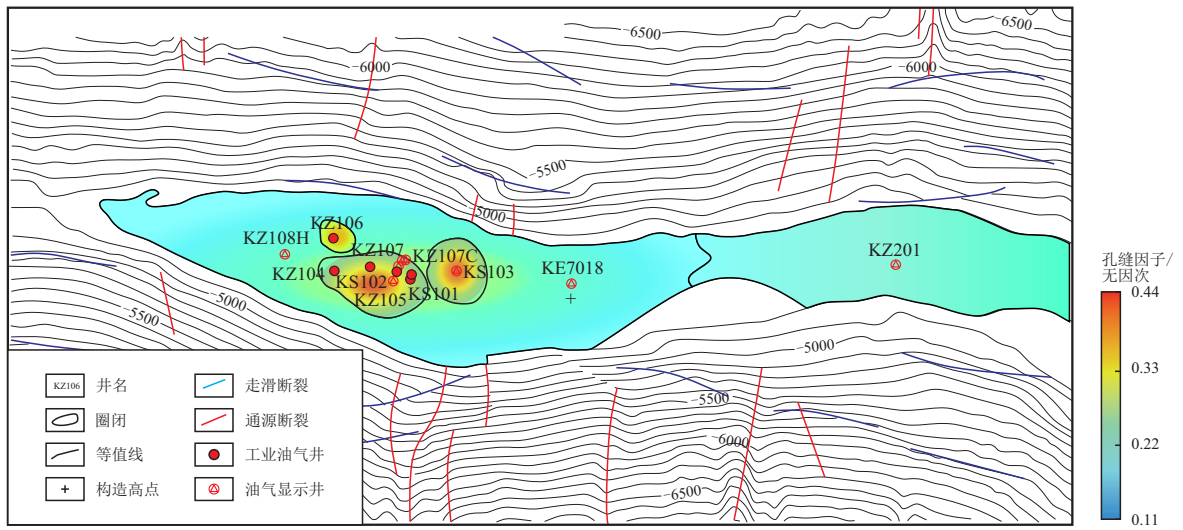 −6500
−6500
−6000
−6000
−5500
5000
KZ106
KZ108H
KZ107
KZ107C
KZ201
KZ104
KS102
KS103
KE7018
KZ105
KS101
孔缝因子/
无因次
0.44
0.33
0.22
0.11
5000
−5500
−5000
−5500
−6000
−6500
KZ106 井名
走滑断裂
圈闭
通源断裂
等值线
工业油气井
构造高点
油气显示井